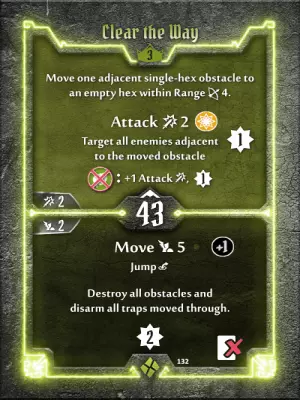 Clear the Way
3
Move one adjacent single-hex obstacle to
an empty hex within Range 4.
Attack 2
Target all enemies adjacent
to the moved obstacle
1
: +1 Attack , 1
2
43
2
Move 5
+1
Jump
Destroy all obstacles and
disarm all traps moved through.
2
132